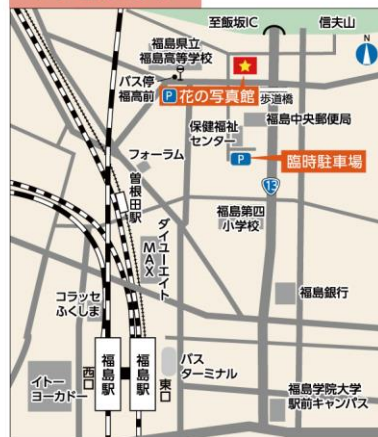 至飯坂IC
信夫山
福島県立
福島高等学校
N
バス停
福高前
P 花の写真館
歩道橋
福島中央郵便局
保健福祉
センター
P
臨時駐車場
フォーラム
曽根田駅
13
福島第四
小学校
ダイユーエイト
MAX
コラッセ
ふくしま
福島銀行
西口
福島駅
福島駅
東口
バス
ターミナル
イトー
ヨーカドー
福島学院大学
駅前キャンパス